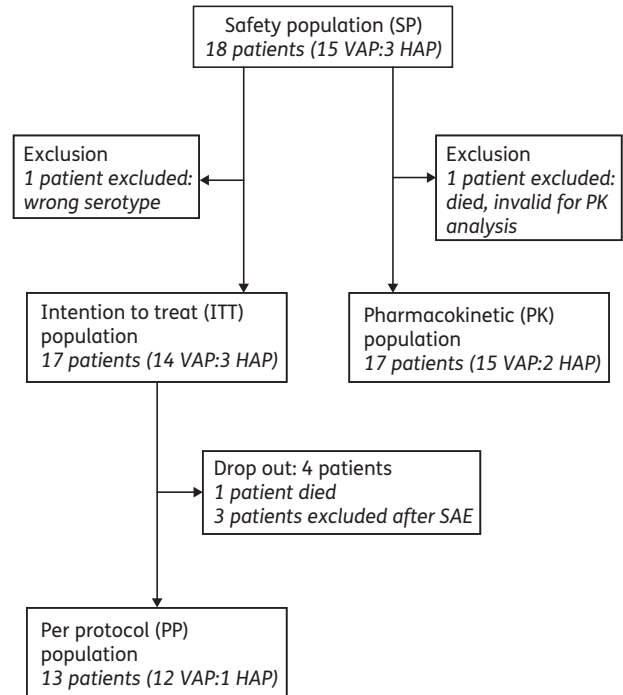 Safety population (SP)
18 patients (15 VAP:3 HAP)
Exclusion
1 patient excluded:
wrong serotype
Exclusion
1 patient excluded:
died, invalid for PK
analysis
Intention to treat (ITT)
population
17 patients (14 VAP:3 HAP)
Pharmacokinetic (PK)
population
17 patients (15 VAP:2 HAP)
Drop out: 4 patients
1 patient died
3 patients excluded after SAE
Per protocol (PP)
population
13 patients (12 VAP:1 HAP)